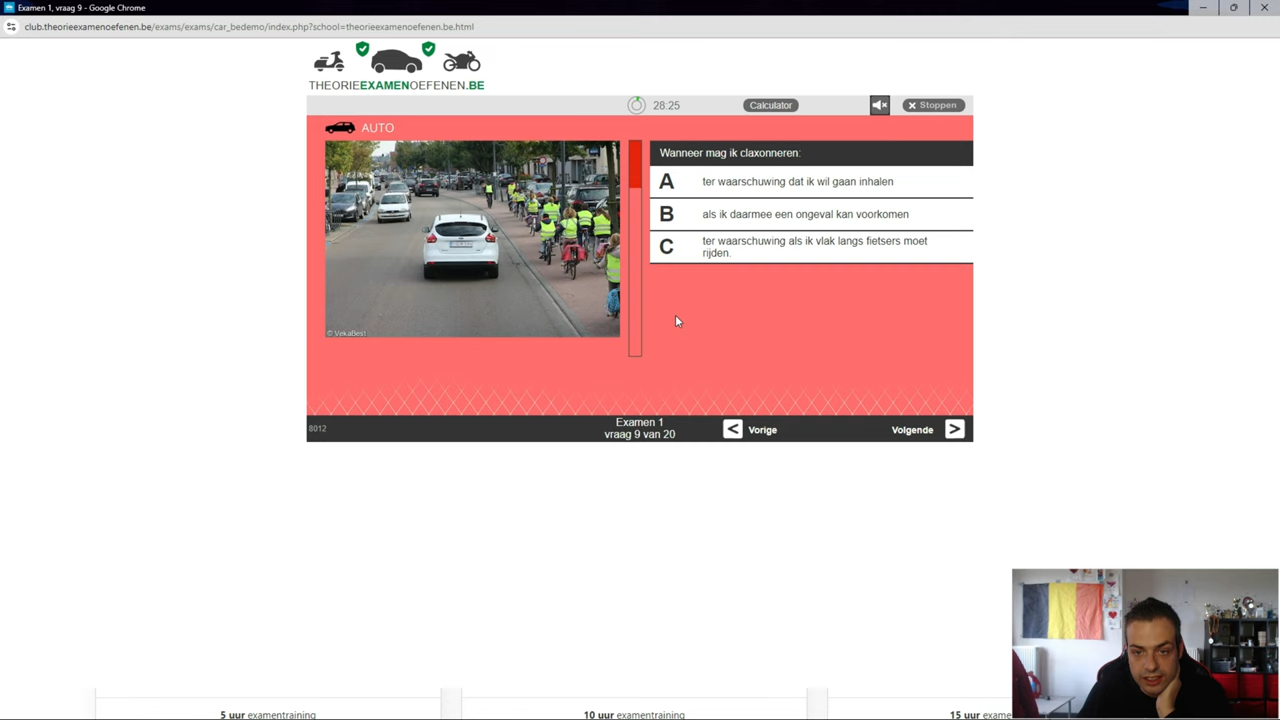 Examen 1, vraag 9 - Google Chrome
club.theorieexamenoefenen.be/exams/exams/car_bedemo/index.php?school=theorieexamenoefenen.be.html
THEORIEEXAMENOEFENEN.BE
28:25
Calculator
Stoppen
AUTO
Wanneer mag ik claxonneren:
A ter waarschuwing dat ik wil gaan inhalen
B als ik daarmee een ongeval kan voorkomen
C ter waarschuwing als ik vlak langs fietsers moet
rijden.
© VekaBest
8012
Examen 1
vraag 9 van 20
< Vorige
Volgende >
5 uur examentraining
10 uur examentraining
15 uur exame